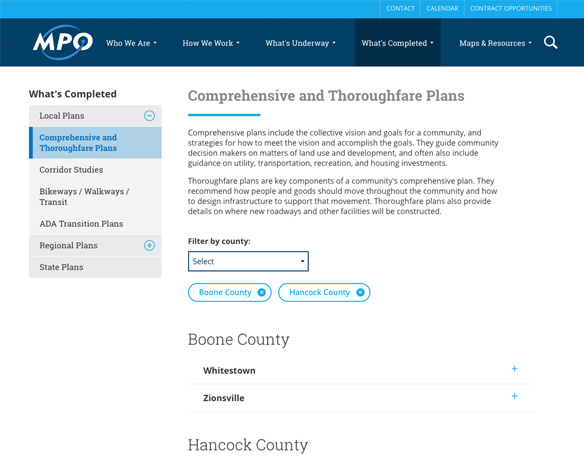 CONTACT CALENDAR CONTRACT OPPORTUNITIES
MPO Who We Are How We Work What's Underway What's Completed Maps & Resources
What's Completed
Local Plans
Comprehensive and
Thoroughfare Plans
Corridor Studies
Bikeways / Walkways /
Transit
ADA Transition Plans
Regional Plans
State Plans
Comprehensive and Thoroughfare Plans
Comprehensive plans include the collective vision and goals for a community, and
strategies for how to meet the vision and accomplish the goals. They guide community
decision makers on matters of land use and development, and often also include
guidance on utility, transportation, recreation, and housing investments.
Thoroughfare plans are key components of a community's comprehensive plan. They
recommend how people and goods should move throughout the community and how
to design infrastructure to support that movement. Thoroughfare plans also provide
details on where new roadways and other facilities will be constructed.
Filter by county:
Select
Boone County Hancock County
Boone County
Whitestown +
Zionsville +
Hancock County